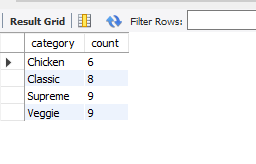 Result Grid Filter Rows:
category count
Chicken 6
Classic 8
Supreme 9
Veggie 9